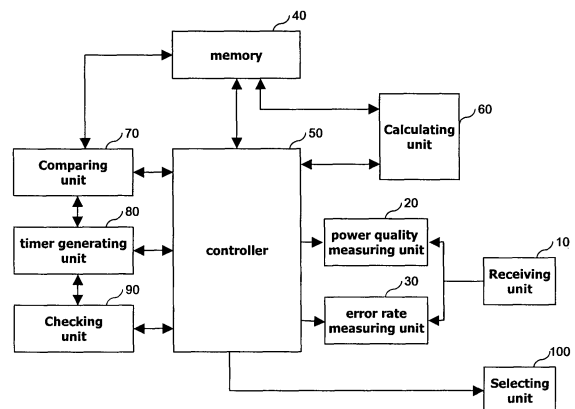 40
memory
60
Calculating
unit
70
Comparing
unit
50
controller
80
timer generating
unit
20
power quality
measuring unit
10
Receiving
unit
90
Checking
unit
30
error rate
measuring unit
100
Selecting
unit